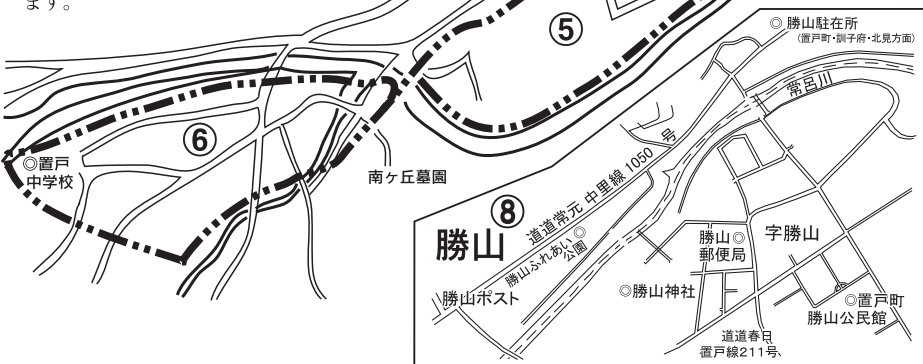 ます。
⑤
⑥
◎置戸
中学校
南ヶ丘墓園
⑧
勝山
◎勝山駐在所
(置戸町・訓子府・北見方面)
常呂川
道道常元 中里線 1050 号
勝山ふれあい◎
公園
勝山ポスト
勝山◎
郵便局
字勝山
◎勝山神社
◎置戸町
勝山公民館
道道春日
置戸線211号